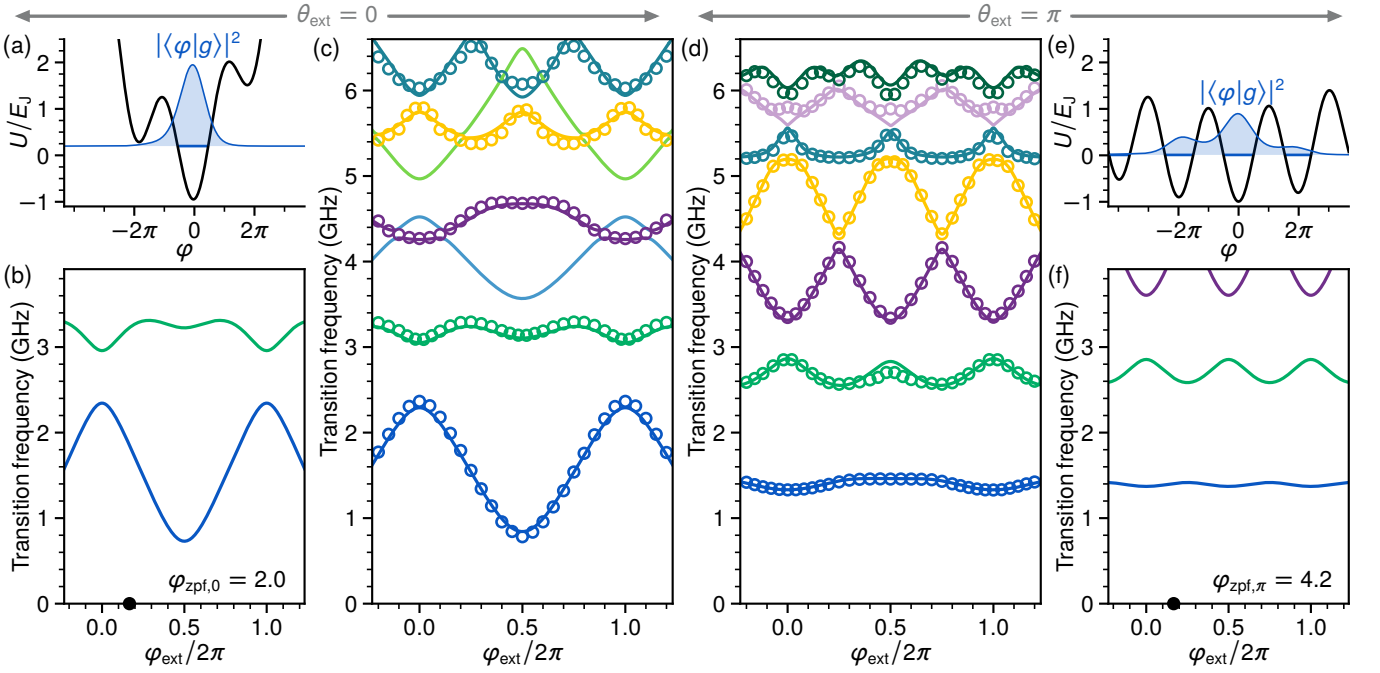 θext = 0
θext = π
(a)
|⟨φ|g⟩|²
U/EJ
2
1
0
−1
−2π
0
2π
φ
(b)
Transition frequency (GHz)
3
2
1
0
φzpf,0 = 2.0
0.0
0.5
1.0
φext/2π
(c)
Transition frequency (GHz)
6
5
4
3
2
1
0
0.0
0.5
1.0
φext/2π
(d)
Transition frequency (GHz)
6
5
4
3
2
1
0
0.0
0.5
1.0
φext/2π
(e)
|⟨φ|g⟩|²
U/EJ
2
1
0
−1
−2π
0
2π
φ
(f)
Transition frequency (GHz)
3
2
1
0
φzpf,π = 4.2
0.0
0.5
1.0
φext/2π